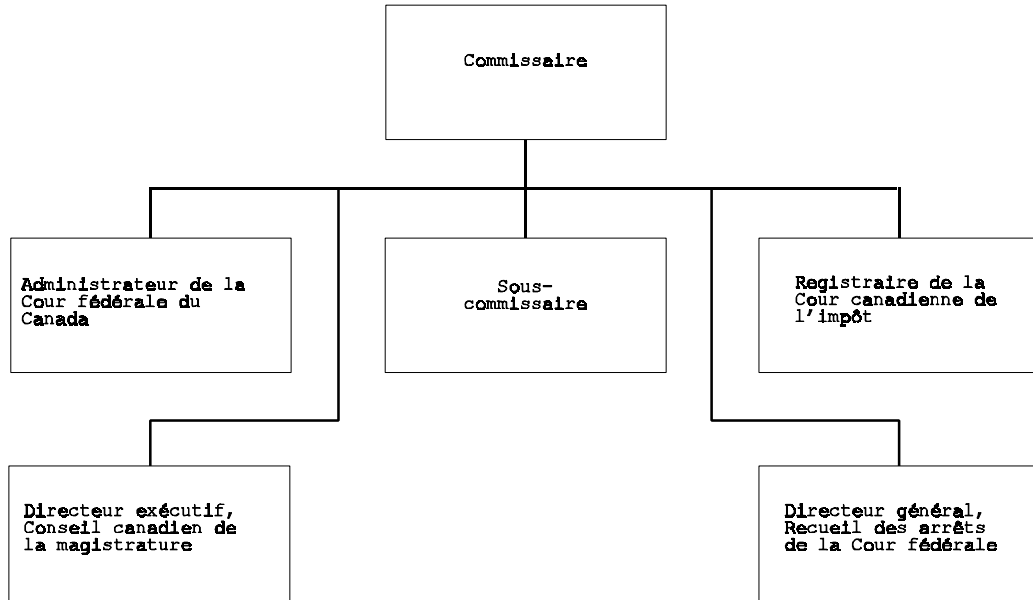 Commissaire
Administrateur de la
Cour fédérale du
Canada
Sous-
commissaire
Registraire de la
Cour canadienne de
l'impôt
Directeur exécutif,
Conseil canadien de
la magistrature
Directeur général,
Recueil des arrêts
de la Cour fédérale